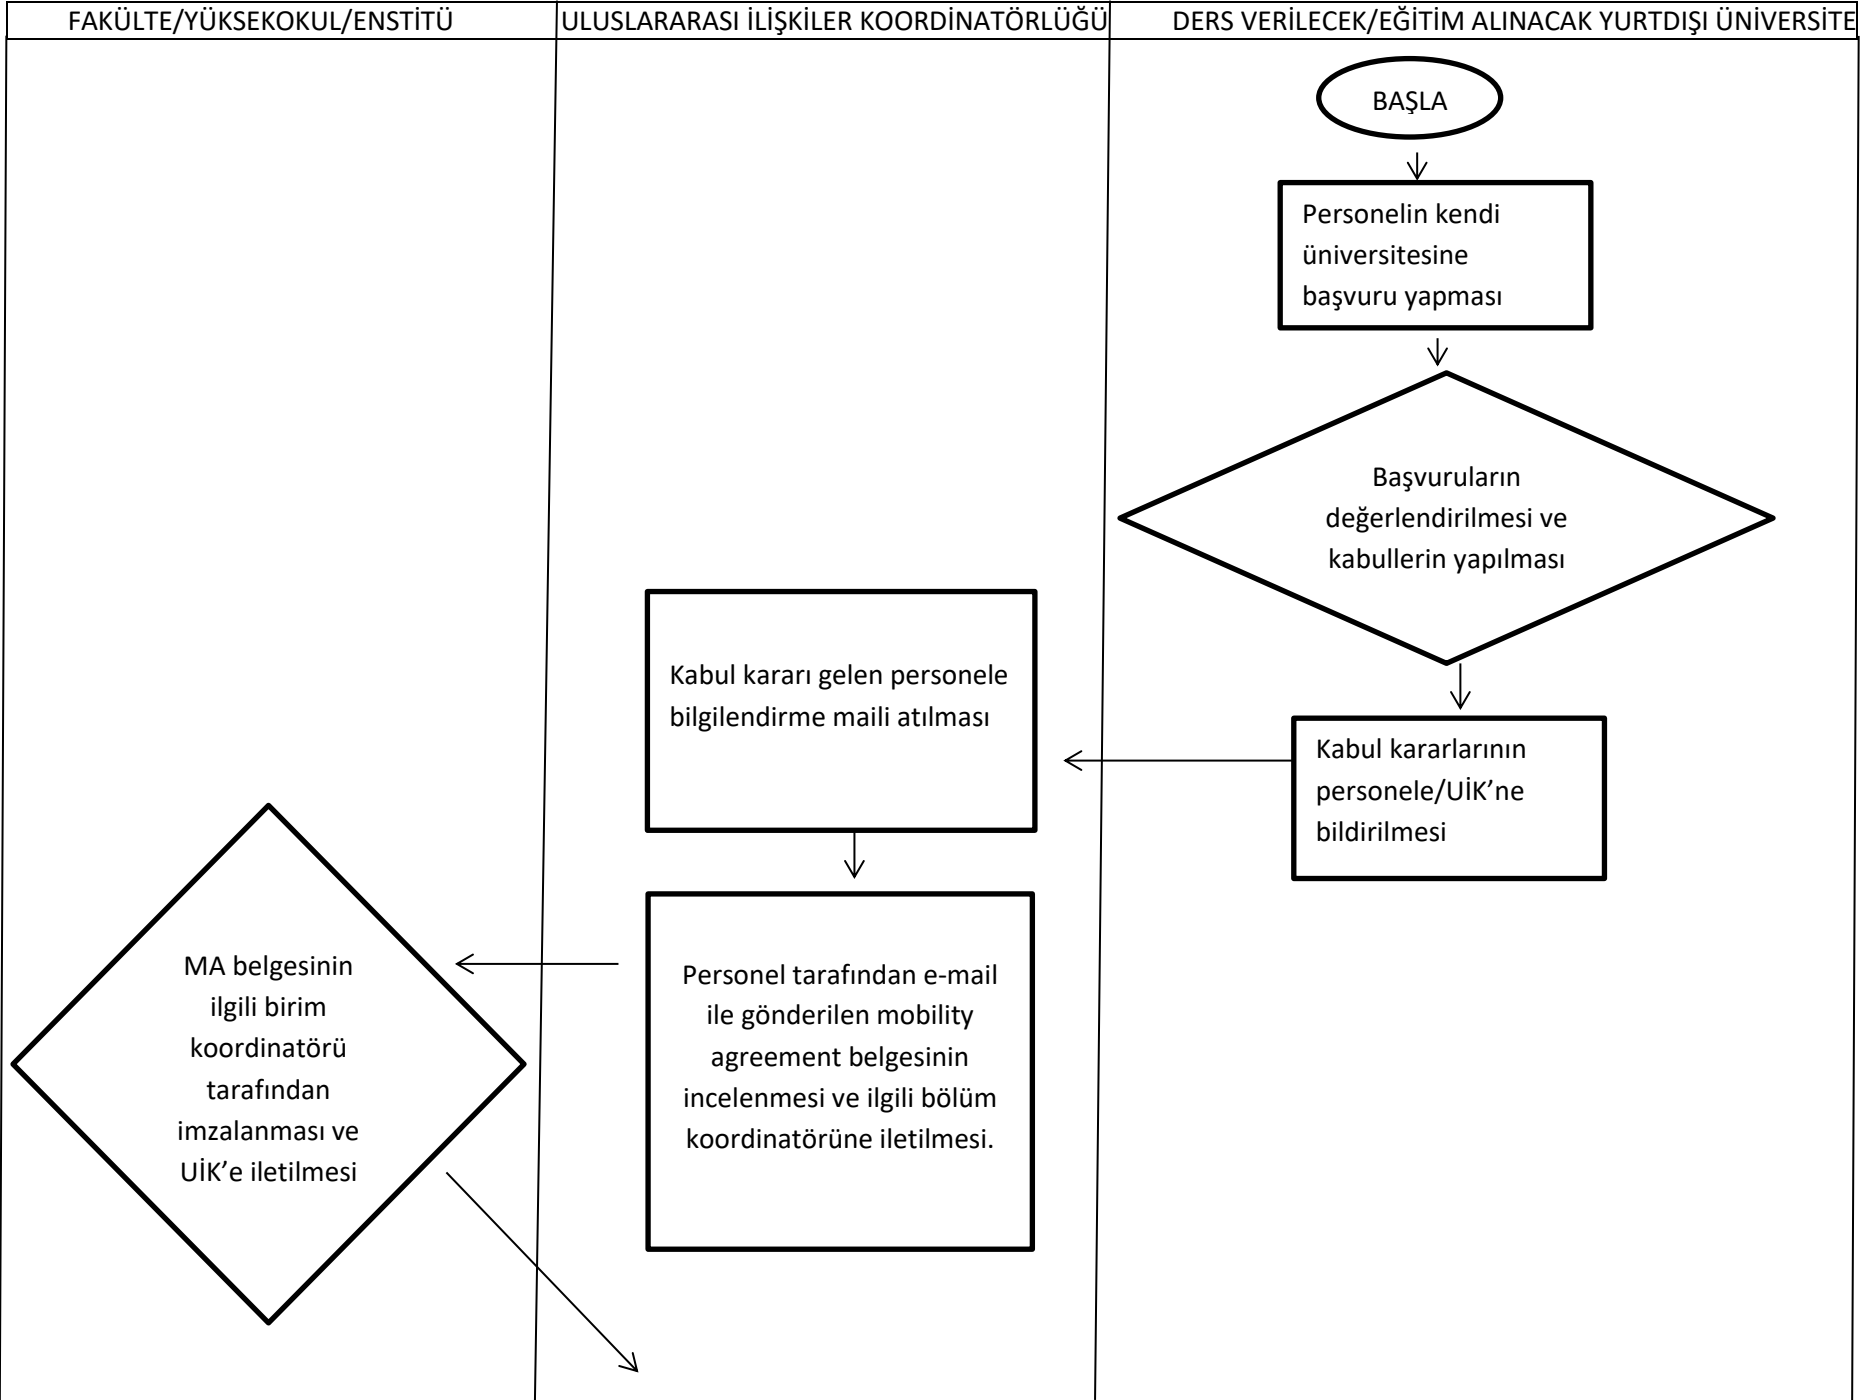 FAKÜLTE/YÜKSEKOKUL/ENSTİTÜ
ULUSLARARASI İLİŞKİLER KOORDİNATÖRLÜĞÜ
DERS VERİLECEK/EĞİTİM ALINACAK YURTDIŞI ÜNİVERSİTE
BAŞLA
Personelin kendi
üniversitesine
başvuru yapması
Başvuruların
değerlendirilmesi ve
kabullerin yapılması
Kabul kararlarının
personele/UİK’ne
bildirilmesi
Kabul kararı gelen personele
bilgilendirme maili atılması
Personel tarafından e-mail
ile gönderilen mobility
agreement belgesinin
incelenmesi ve ilgili bölüm
koordinatörüne iletilmesi.
MA belgesinin
ilgili birim
koordinatörü
tarafından
imzalanması ve
UİK’e iletilmesi